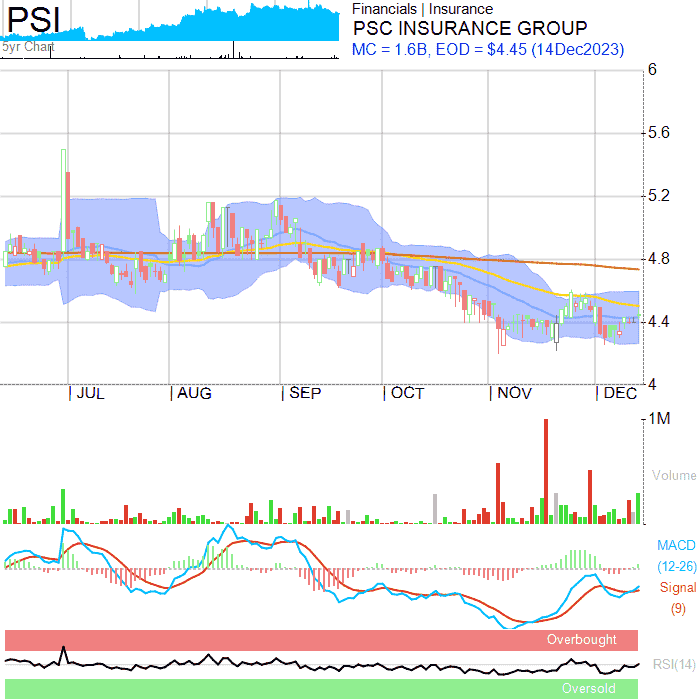 PSI
5yr Chart
Financials | Insurance
PSC INSURANCE GROUP
MC = 1.6B, EOD = $4.45 (14Dec2023)
6
5.6
5.2
4.8
4.4
4
| JUL | AUG | SEP | OCT | NOV | DEC
1M
Volume
MACD
(12-26)
Signal
(9)
Overbought
RSI(14)
Oversold